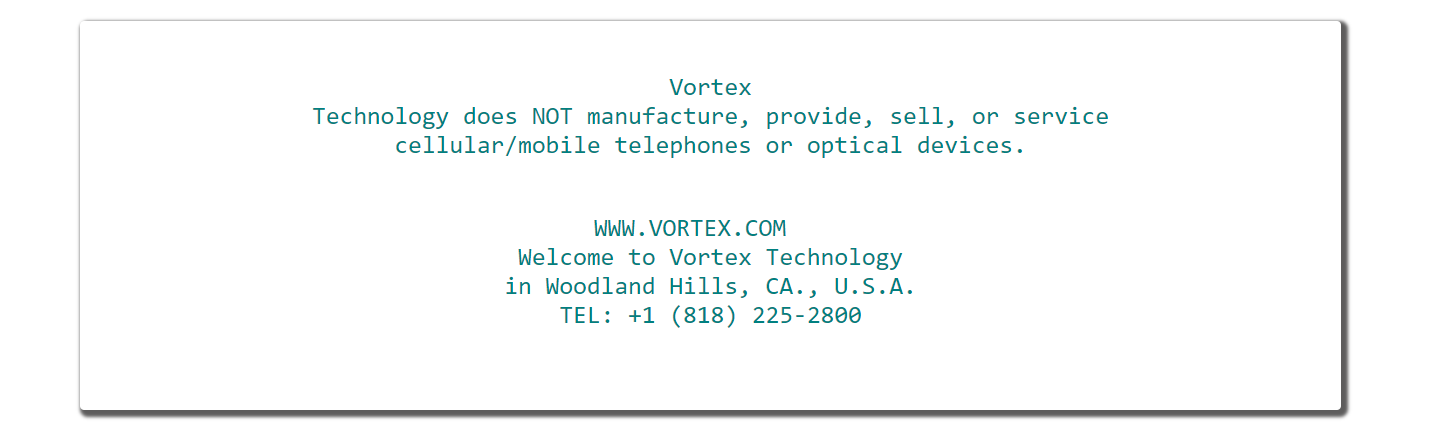 Vortex
Technology does NOT manufacture, provide, sell, or service
cellular/mobile telephones or optical devices.
WWW.VORTEX.COM
Welcome to Vortex Technology
in Woodland Hills, CA., U.S.A.
TEL: +1 (818) 225-2800